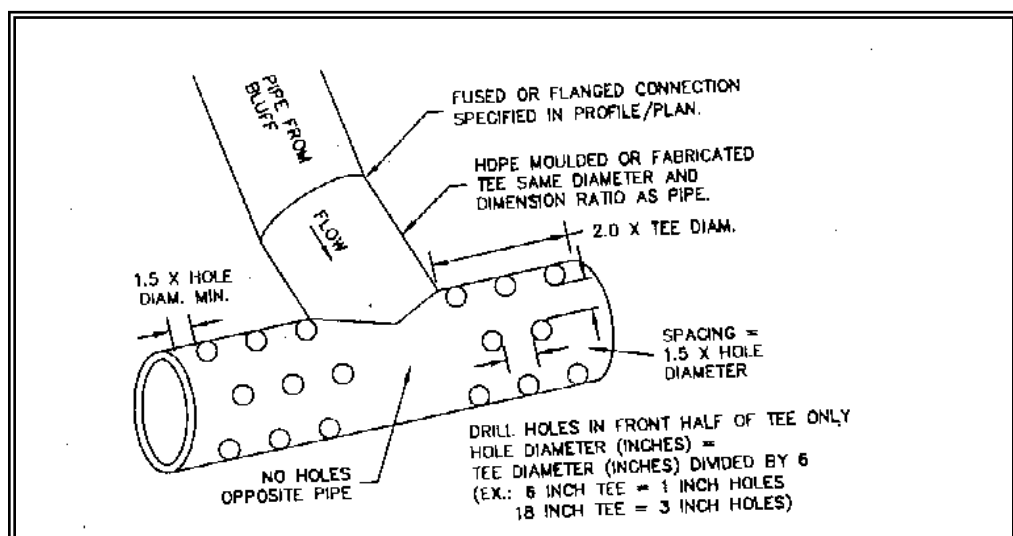 PIPE FROM
BLUFF
FUSED OR FLANGED CONNECTION
SPECIFIED IN PROFILE/PLAN.
HDPE MOULDED OR FABRICATED
TEE SAME DIAMETER AND
DIMENSION RATIO AS PIPE.
FLOW
2.0 X TEE DIAM.
1.5 X HOLE
DIAM. MIN.
SPACING =
1.5 X HOLE
DIAMETER
NO HOLES
OPPOSITE PIPE
DRILL HOLES IN FRONT HALF OF TEE ONLY
HOLE DIAMETER (INCHES) =
TEE DIAMETER (INCHES) DIVIDED BY 6
(EX.: 6 INCH TEE = 1 INCH HOLES
18 INCH TEE = 3 INCH HOLES)